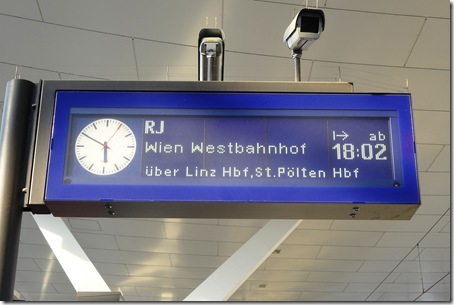 RJ
Wien Westbahnhof
ab
18:02
über Linz Hbf,St.Pölten Hbf